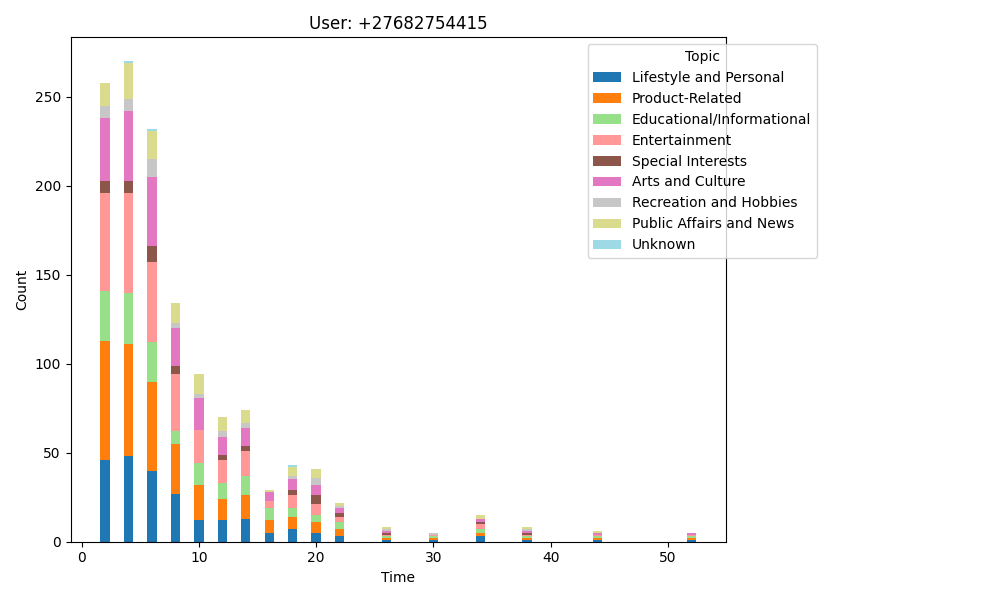 User: +27682754415
Topic
Lifestyle and Personal
Product-Related
Educational/Informational
Entertainment
Special Interests
Arts and Culture
Recreation and Hobbies
Public Affairs and News
Unknown
Count
250
200
150
100
50
0
0 10 20 30 40 50
Time